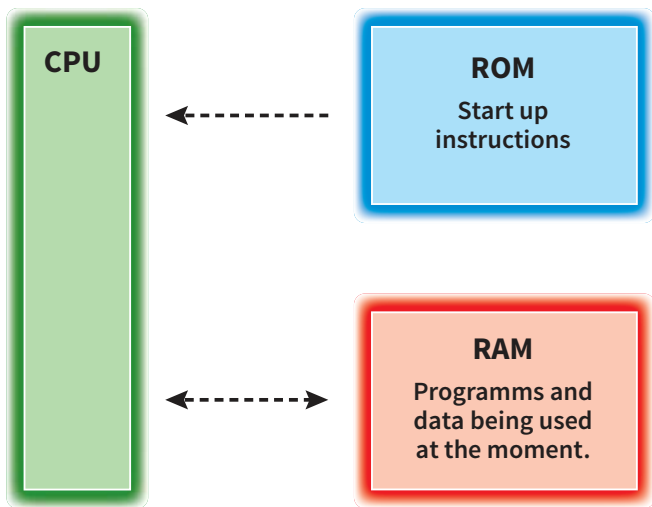 CPU
ROM
Start up
instructions
RAM
Programms and
data being used
at the moment.